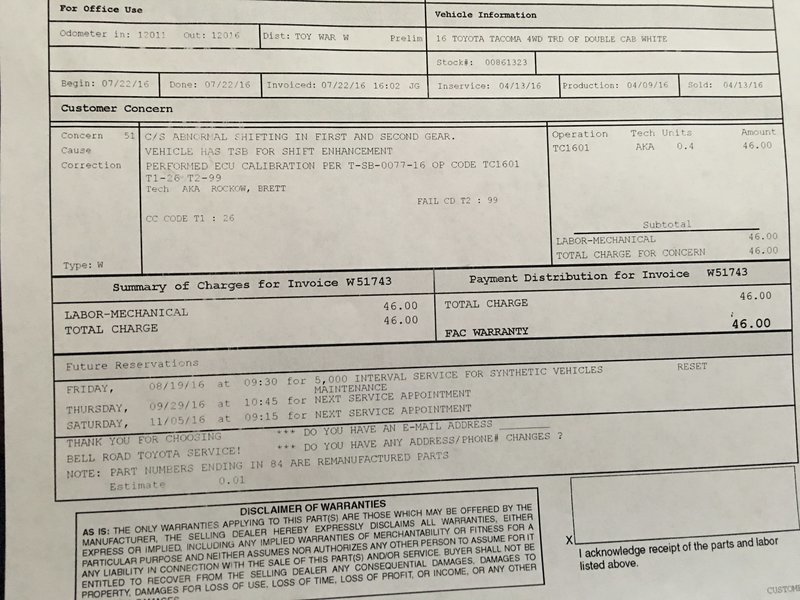 For Office Use
Vehicle Information
Odometer in: 12011 Out: 12016 Dist: TOY WAR W Prelim
16 TOYOTA TACOMA 4WD TRD OF DOUBLE CAB WHITE
Stock#: 00861323
Begin: 07/22/16 Done: 07/22/16 Invoiced: 07/22/16 16:02 JG Inservice: 04/13/16 Production: 04/09/16 Sold: 04/13/16
Customer Concern
Concern 51 C/S ABNORMAL SHIFTING IN FIRST AND SECOND GEAR.
Cause VEHICLE HAS TSB FOR SHIFT ENHANCEMENT
Correction PERFORMED ECU CALIBRATION PER T-SB-0077-16 OP CODE TC1601
T1-26 T2-99
Tech AKA ROCKOW, BRETT
FAIL CD T2 : 99
CC CODE T1 : 26
Type: W
Operation Tech Units Amount
TC1601 AKA 0.4 46.00
Subtotal
LABOR-MECHANICAL 46.00
TOTAL CHARGE FOR CONCERN 46.00
Summary of Charges for Invoice W51743
LABOR-MECHANICAL 46.00
TOTAL CHARGE 46.00
Payment Distribution for Invoice W51743
TOTAL CHARGE 46.00
FAC WARRANTY 46.00
Future Reservations
FRIDAY, 08/19/16 at 09:30 for 5,000 INTERVAL SERVICE FOR SYNTHETIC VEHICLES RESET
MAINTENANCE
THURSDAY, 09/29/16 at 10:45 for NEXT SERVICE APPOINTMENT
SATURDAY, 11/05/16 at 09:15 for NEXT SERVICE APPOINTMENT
THANK YOU FOR CHOOSING *** DO YOU HAVE AN E-MAIL ADDRESS ________
BELL ROAD TOYOTA SERVICE! *** DO YOU HAVE ANY ADDRESS/PHONE# CHANGES ?
NOTE: PART NUMBERS ENDING IN 84 ARE REMANUFACTURED PARTS
Estimate 0.01
DISCLAIMER OF WARRANTIES
AS IS: THE ONLY WARRANTIES APPLYING TO THIS PART(S) ARE THOSE WHICH MAY BE OFFERED BY THE
MANUFACTURER, THE SELLING DEALER HEREBY EXPRESSLY DISCLAIMS ALL WARRANTIES, EITHER
EXPRESS OR IMPLIED, INCLUDING ANY IMPLIED WARRANTIES OF MERCHANTABILITY OR FITNESS FOR A
PARTICULAR PURPOSE AND NEITHER ASSUMES NOR AUTHORIZES ANY OTHER PERSON TO ASSUME FOR IT
ANY LIABILITY IN CONNECTION WITH THE SALE OF THIS PART(S) AND/OR SERVICE. BUYER SHALL NOT BE
ENTITLED TO RECOVER FROM THE SELLING DEALER ANY CONSEQUENTIAL DAMAGES, DAMAGES TO
PROPERTY, DAMAGES FOR LOSS OF USE, LOSS OF TIME, LOSS OF PROFIT, OR INCOME, OR ANY OTHER
X
I acknowledge receipt of the parts and labor
listed above.